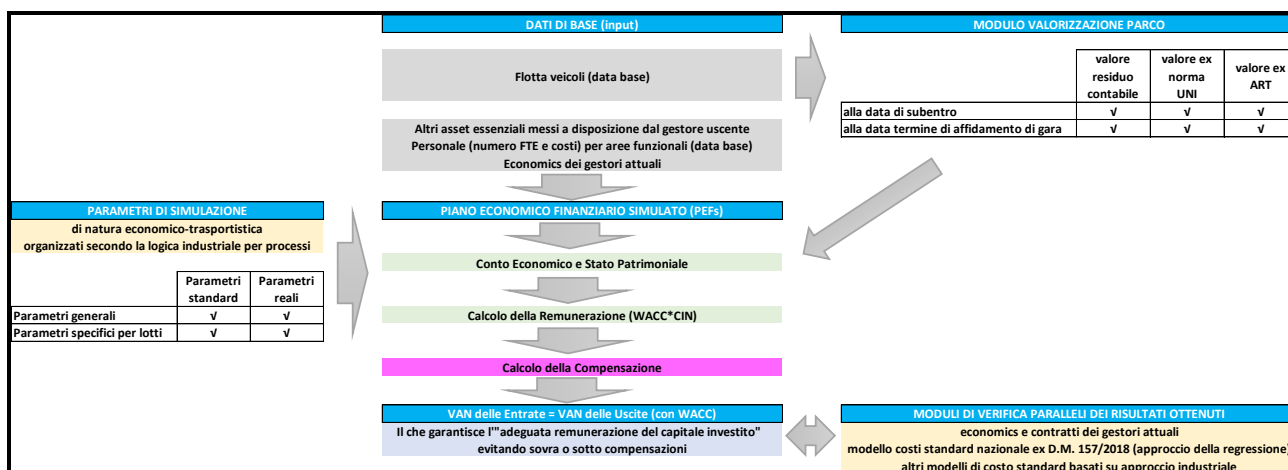 DATI DI BASE (input)
Flotta veicoli (data base)
Altri asset essenziali messi a disposizione dal gestore uscente
Personale (numero FTE e costi) per aree funzionali (data base)
Economics dei gestori attuali
MODULO VALORIZZAZIONE PARCO
valore residuo contabile
valore ex norma UNI
valore ex ART
alla data di subentro √ √ √
alla data termine di affidamento di gara √ √ √
PARAMETRI DI SIMULAZIONE
di natura economico-trasportistica
organizzati secondo la logica industriale per processi
Parametri standard
Parametri reali
Parametri generali √ √
Parametri specifici per lotti √ √
PIANO ECONOMICO FINANZIARIO SIMULATO (PEFs)
Conto Economico e Stato Patrimoniale
Calcolo della Remunerazione (WACC*CIN)
Calcolo della Compensazione
VAN delle Entrate = VAN delle Uscite (con WACC)
Il che garantisce l'"adeguata remunerazione del capitale investito"
evitando sovra o sotto compensazioni
MODULI DI VERIFICA PARALLELI DEI RISULTATI OTTENUTI
economics e contratti dei gestori attuali
modello costi standard nazionale ex D.M. 157/2018 (approccio della regressione)
altri modelli di costo standard basati su approccio industriale